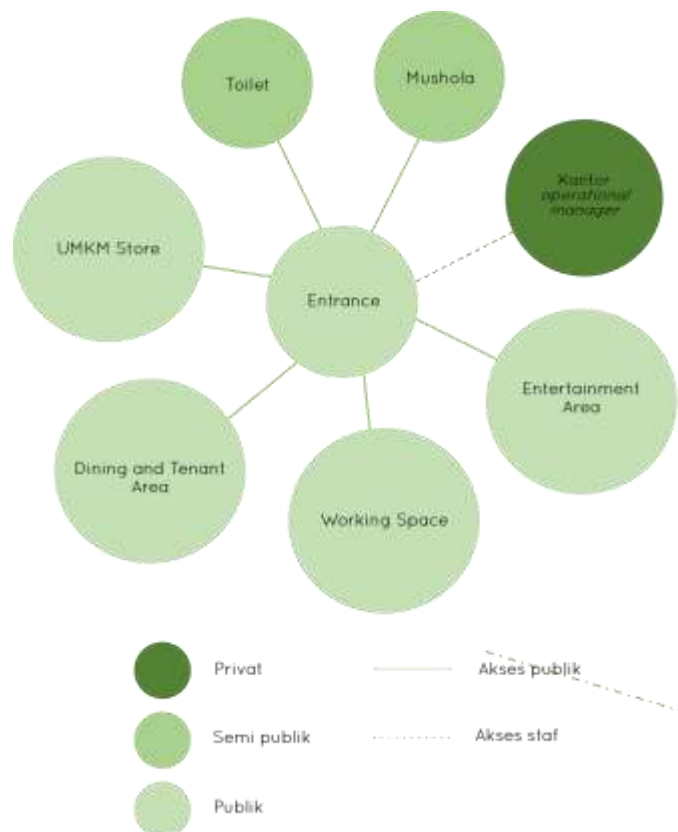 Toilet
Mushola
Kantor
operational
manager
UMKM Store
Entrance
Entertainment
Area
Dining and Tenant
Area
Working Space
Privat
Akses publik
Semi publik
Akses staf
Publik